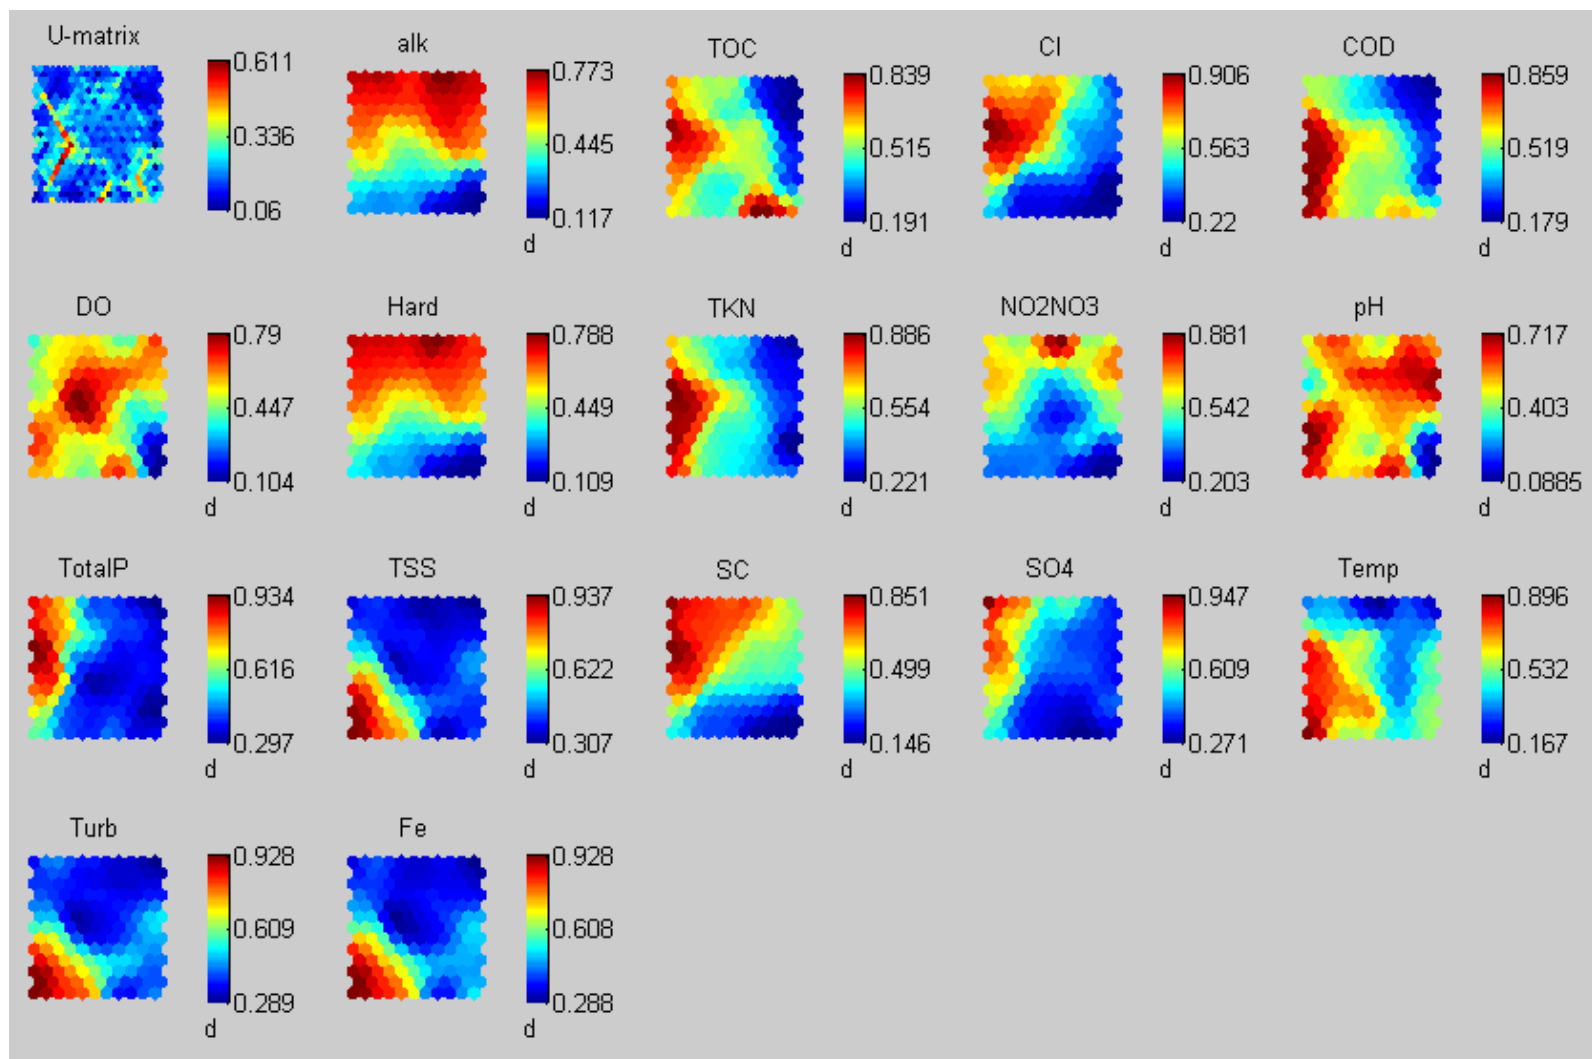 U-matrix
0.611
0.336
0.06
alk
0.773
0.445
0.117
d
TOC
0.839
0.515
0.191
d
Cl
0.906
0.563
0.22
d
COD
0.859
0.519
0.179
d
DO
0.79
0.447
0.104
d
Hard
0.788
0.449
0.109
d
TKN
0.886
0.554
0.221
d
NO2NO3
0.881
0.542
0.203
d
pH
0.717
0.403
0.0885
d
TotalP
0.934
0.616
0.297
d
TSS
0.937
0.622
0.307
d
SC
0.851
0.499
0.146
d
SO4
0.947
0.609
0.271
d
Temp
0.896
0.532
0.167
d
Turb
0.928
0.609
0.289
d
Fe
0.928
0.608
0.288
d